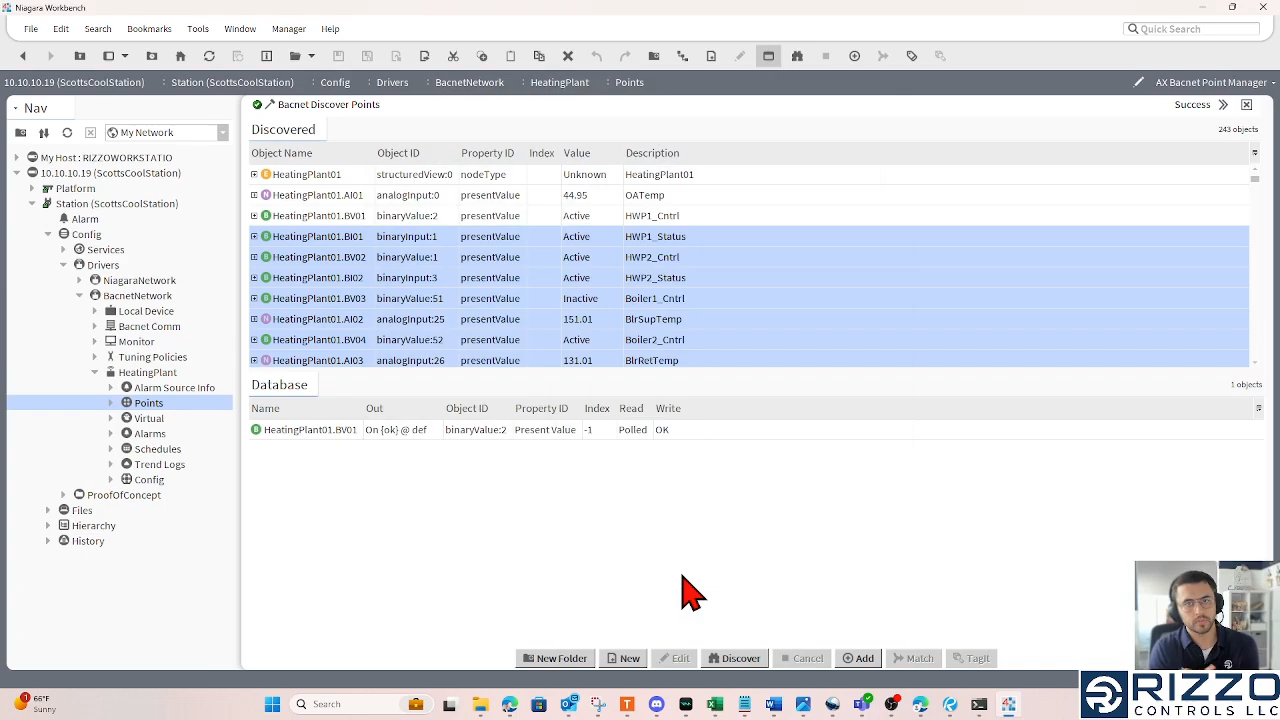 Niagara Workbench
File Edit Search Bookmarks Tools Window Manager Help
Quick Search
10.10.10.19 (ScottsCoolStation) : Station (ScottsCoolStation) : Config : Drivers : BacnetNetwork : HeatingPlant : Points
AX Bacnet Point Manager
Nav
My Network
My Host : RIZZOWORKSTATIO
10.10.10.19 (ScottsCoolStation)
Platform
Station (ScottsCoolStation)
Alarm
Config
Services
Drivers
NiagaraNetwork
BacnetNetwork
Local Device
Bacnet Comm
Monitor
Tuning Policies
HeatingPlant
Alarm Source Info
Points
Virtual
Alarms
Schedules
Trend Logs
Config
ProofOfConcept
Files
Hierarchy
History
Bacnet Discover Points
Success
Discovered
243 objects
Object Name Object ID Property ID Index Value Description
HeatingPlant01 structuredView:0 nodeType Unknown HeatingPlant01
HeatingPlant01.AI01 analogInput:0 presentValue 44.95 OATemp
HeatingPlant01.BV01 binaryValue:2 presentValue Active HWP1_Cntrl
HeatingPlant01.BI01 binaryInput:1 presentValue Active HWP1_Status
HeatingPlant01.BV02 binaryValue:1 presentValue Active HWP2_Cntrl
HeatingPlant01.BI02 binaryInput:3 presentValue Active HWP2_Status
HeatingPlant01.BV03 binaryValue:51 presentValue Inactive Boiler1_Cntrl
HeatingPlant01.AI02 analogInput:25 presentValue 151.01 BlrSupTemp
HeatingPlant01.BV04 binaryValue:52 presentValue Active Boiler2_Cntrl
HeatingPlant01.AI03 analogInput:26 presentValue 131.01 BlrRetTemp
Database
1 objects
Name Out Object ID Property ID Index Read Write
HeatingPlant01.BV01 On {ok} @ def binaryValue:2 Present Value -1 Polled OK
New Folder New Edit Discover Cancel Add Match TagIt
66°F
Sunny
Search
RIZZO
CONTROLS LLC